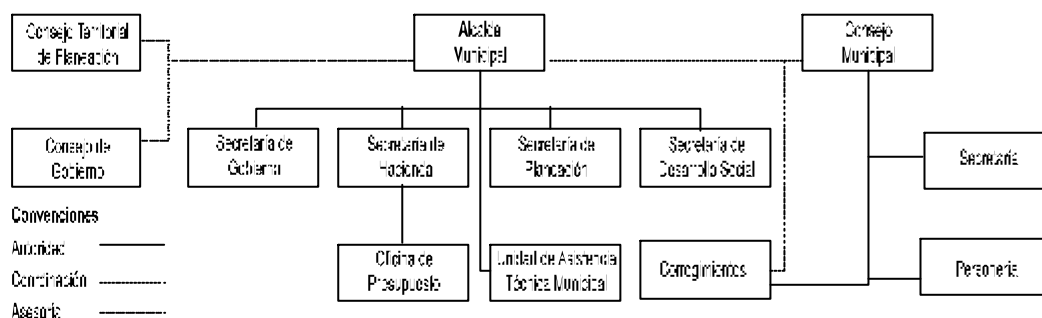 Consejo Territorial
de Planeación
Alcalde
Municipal
Consejo
Municipal
Consejo de
Gobierno
Secretaría de
Gobierno
Secretaría de
Hacienda
Secretaría de
Planeación
Secretaría de
Desarrollo Social
Secretaría
Convenciones
Autoridad
Coordinación
Asesoría
Oficina de
Presupuesto
Unidad de Asistencia
Técnica Municipal
Corregimientos
Personería